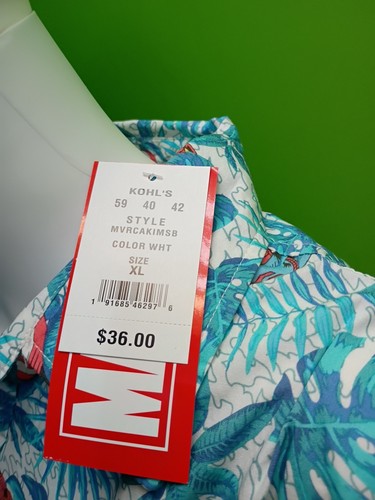 KOHL'S
59 40 42
STYLE
MVRCAKIMSB
COLOR WHT
SIZE
XL
1 91685 46297 6
$36.00